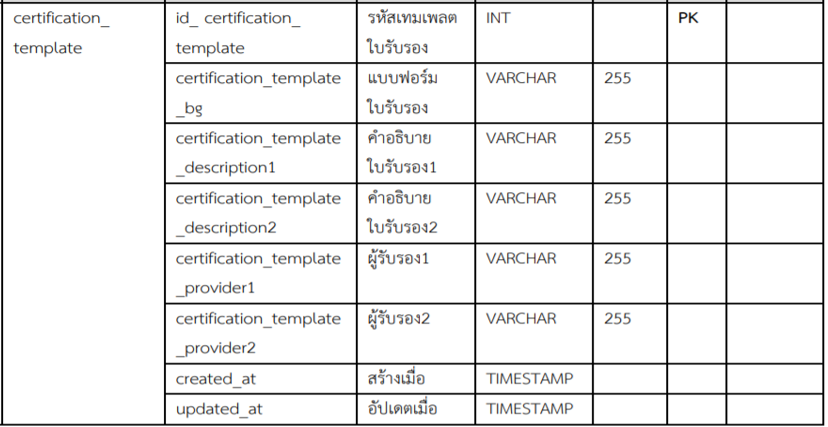 certification_ id_ certification_ รหัสเทมเพลต INT PK
template template ใบรับรอง
certification_template แบบฟอร์ม VARCHAR 255
_bg ใบรับรอง
certification_template คำอธิบาย VARCHAR 255
_description1 ใบรับรอง1
certification_template คำอธิบาย VARCHAR 255
_description2 ใบรับรอง2
certification_template ผู้รับรอง1 VARCHAR 255
_provider1
certification_template ผู้รับรอง2 VARCHAR 255
_provider2
created_at สร้างเมื่อ TIMESTAMP
updated_at อัปเดตเมื่อ TIMESTAMP